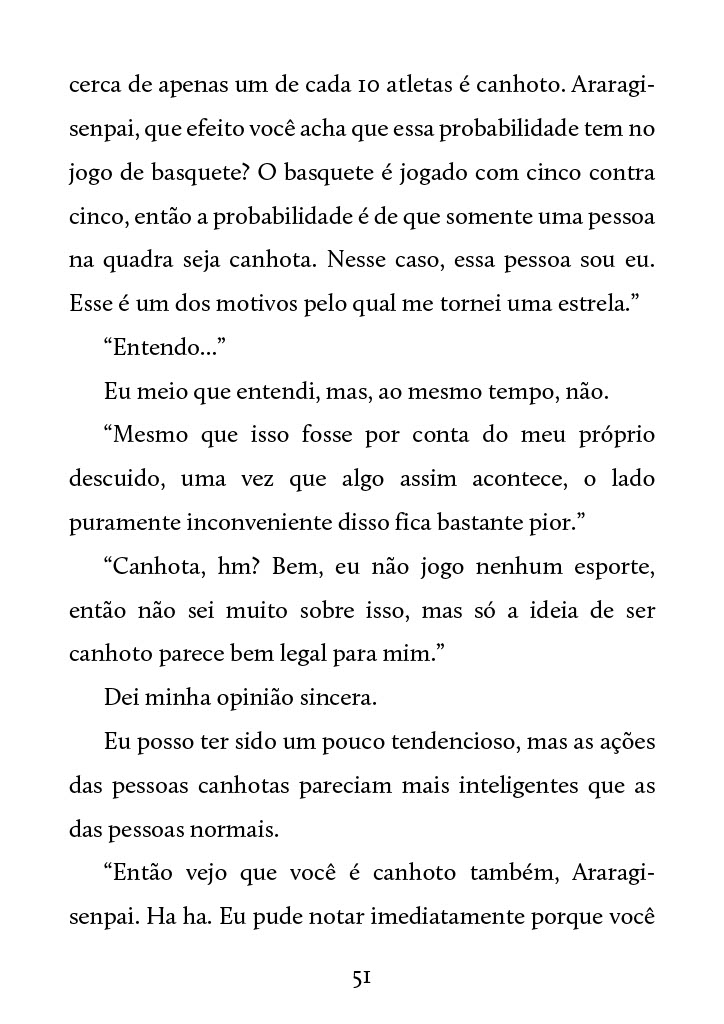 cerca de apenas um de cada 10 atletas é canhoto. Araragi-
senpai, que efeito você acha que essa probabilidade tem no
jogo de basquete? O basquete é jogado com cinco contra
cinco, então a probabilidade é de que somente uma pessoa
na quadra seja canhota. Nesse caso, essa pessoa sou eu.
Esse é um dos motivos pelo qual me tornei uma estrela.”
“Entendo...”
Eu meio que entendi, mas, ao mesmo tempo, não.
“Mesmo que isso fosse por conta do meu próprio
descuido, uma vez que algo assim acontece, o lado
puramente inconveniente disso fica bastante pior.”
“Canhota, hm? Bem, eu não jogo nenhum esporte,
então não sei muito sobre isso, mas só a ideia de ser
canhoto parece bem legal para mim.”
Dei minha opinião sincera.
Eu posso ter sido um pouco tendencioso, mas as ações
das pessoas canhotas pareciam mais inteligentes que as
das pessoas normais.
“Então vejo que você é canhoto também, Araragi-
senpai. Ha ha. Eu pude notar imediatamente porque você
51